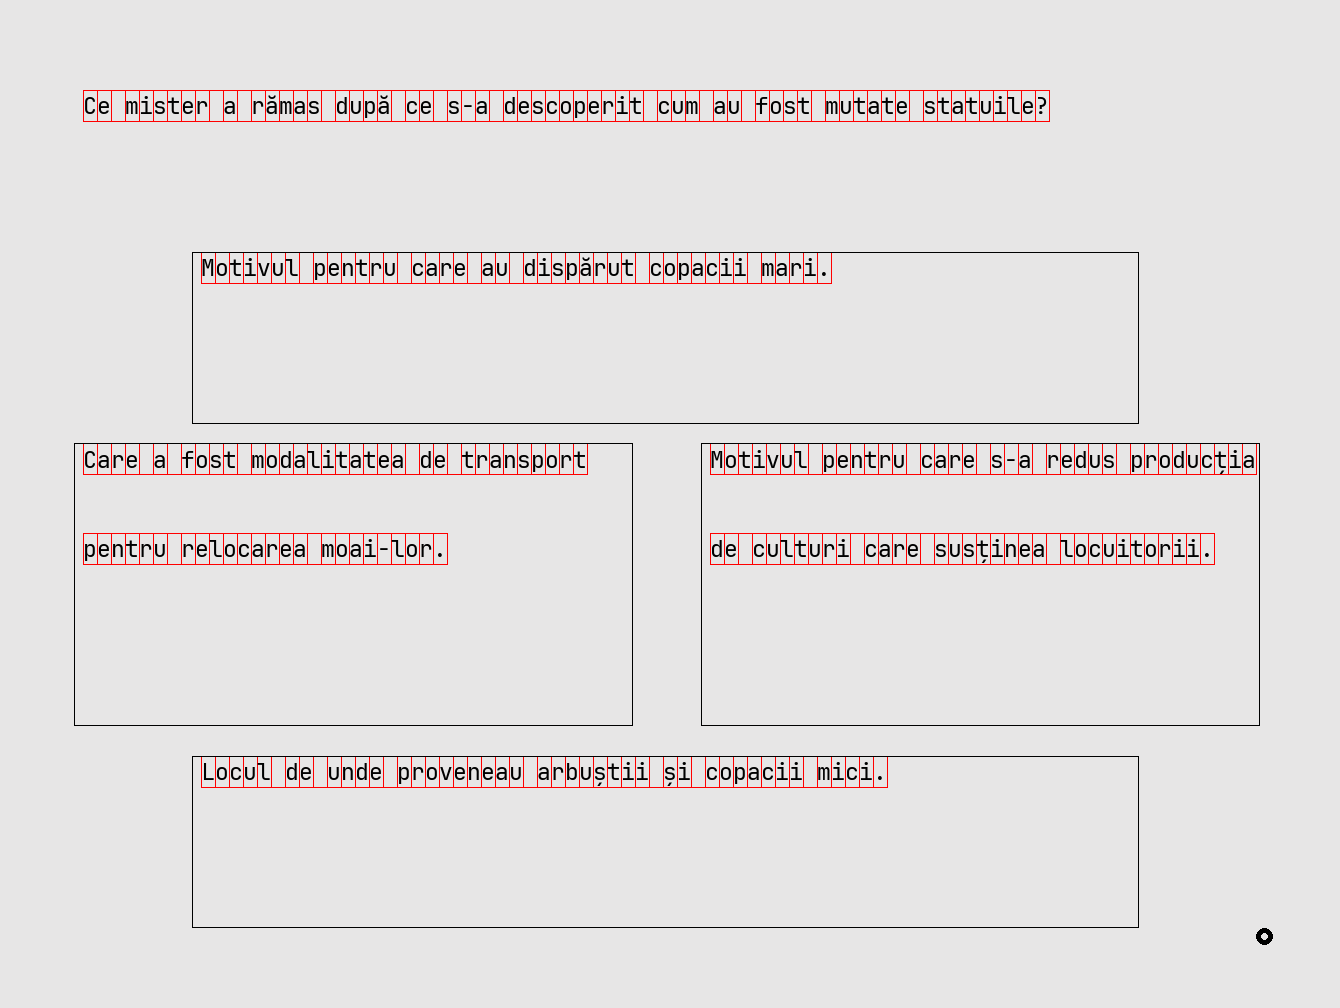 Ce mister a rămas după ce s-a descoperit cum au fost mutate statuile?
Motivul pentru care au dispărut copacii mari.
Care a fost modalitatea de transport
pentru relocarea moai-lor.
Motivul pentru care s-a redus producția
de culturi care susținea locuitorii.
Locul de unde proveneau arbuștii și copacii mici.